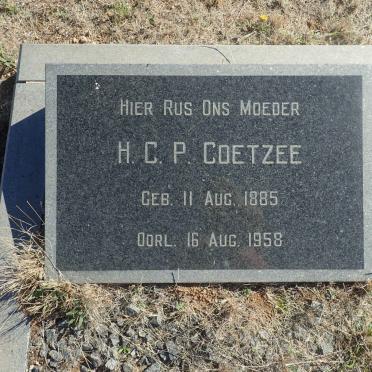 Hier Rus Ons Moeder
H. C. P. Coetzee
Geb. 11 Aug. 1885
Oorl. 16 Aug. 1958